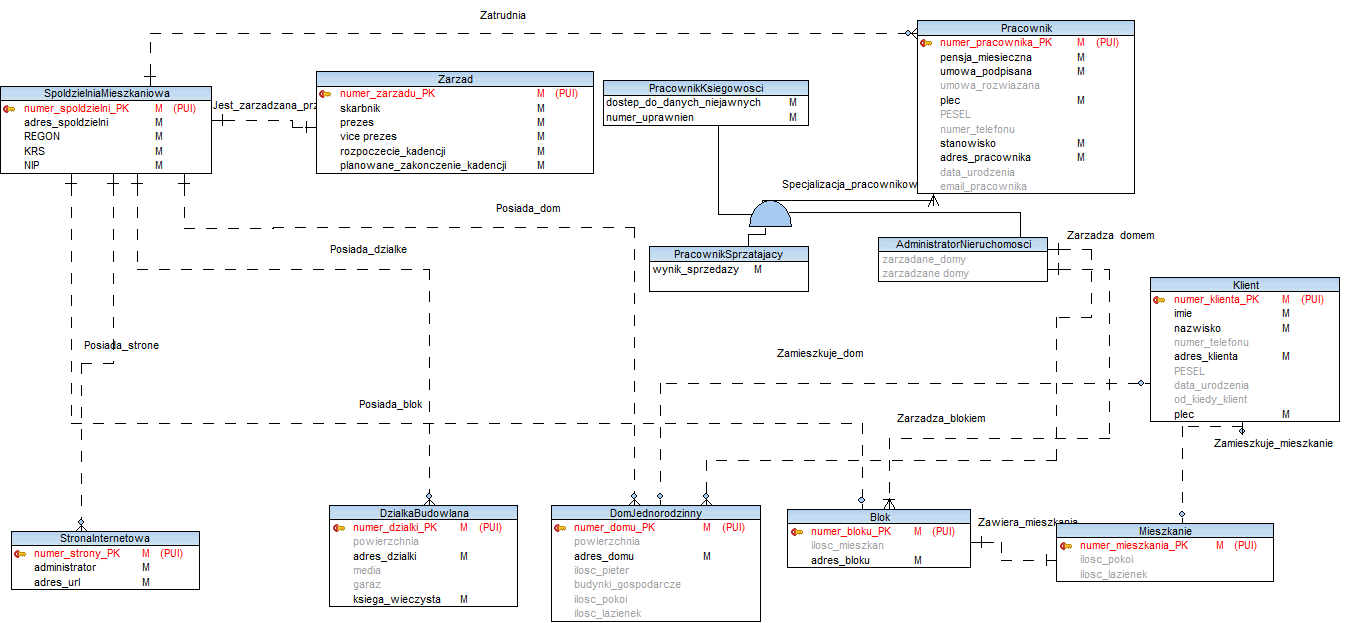 Zatrudnia
Pracownik
numer_pracownika_PK M (PUI)
pensja_miesieczna M
umowa_podpisana M
umowa_rozwiazana
plec M
PESEL
numer_telefonu
stanowisko M
adres_pracownika M
data_urodzenia
email_pracownika
SpoldzielniaMieszkaniowa
numer_spoldzielni_PK M (PUI)
adres_spoldzielni M
REGON M
KRS M
NIP M
Jest_zarzadzana_prz
Zarzad
numer_zarzadu_PK M (PUI)
skarbnik M
prezes M
vice prezes M
rozpoczecie_kadencji M
planowane_zakonczenie_kadencji M
PracownikKsiegowosci
dostep_do_danych_niejawnych M
numer_uprawnien M
Specjalizacja_pracownikow
PracownikSprzatajacy
wynik_sprzedazy M
AdministratorNieruchomosci
zarzadane_domy
zarzadzane domy
Zarzadza domem
Posiada_dom
Posiada_dzialke
Posiada_strone
Posiada_blok
Zamieszkuje_dom
Zarzadza_blokiem
Klient
numer_klienta_PK M (PUI)
imie M
nazwisko M
numer_telefonu
adres_klienta M
PESEL
data_urodzenia
od_kiedy_klient
plec M
Zamieszkuje_mieszkanie
StronaInternetowa
numer_strony_PK M (PUI)
administrator M
adres_url M
DzialkaBudowlana
numer_dzialki_PK M (PUI)
powierzchnia
adres_dzialki M
media
garaz
ksiega_wieczysta M
DomJednorodzinny
numer_domu_PK M (PUI)
powierzchnia
adres_domu M
ilosc_pieter
budynki_gospodarcze
ilosc_pokoi
ilosc_lazienek
Blok
numer_bloku_PK M (PUI)
ilosc_mieszkan
adres_bloku M
Zawiera_mieszkania
Mieszkanie
numer_mieszkania_PK M (PUI)
ilosc_pokoi
ilosc_lazienek